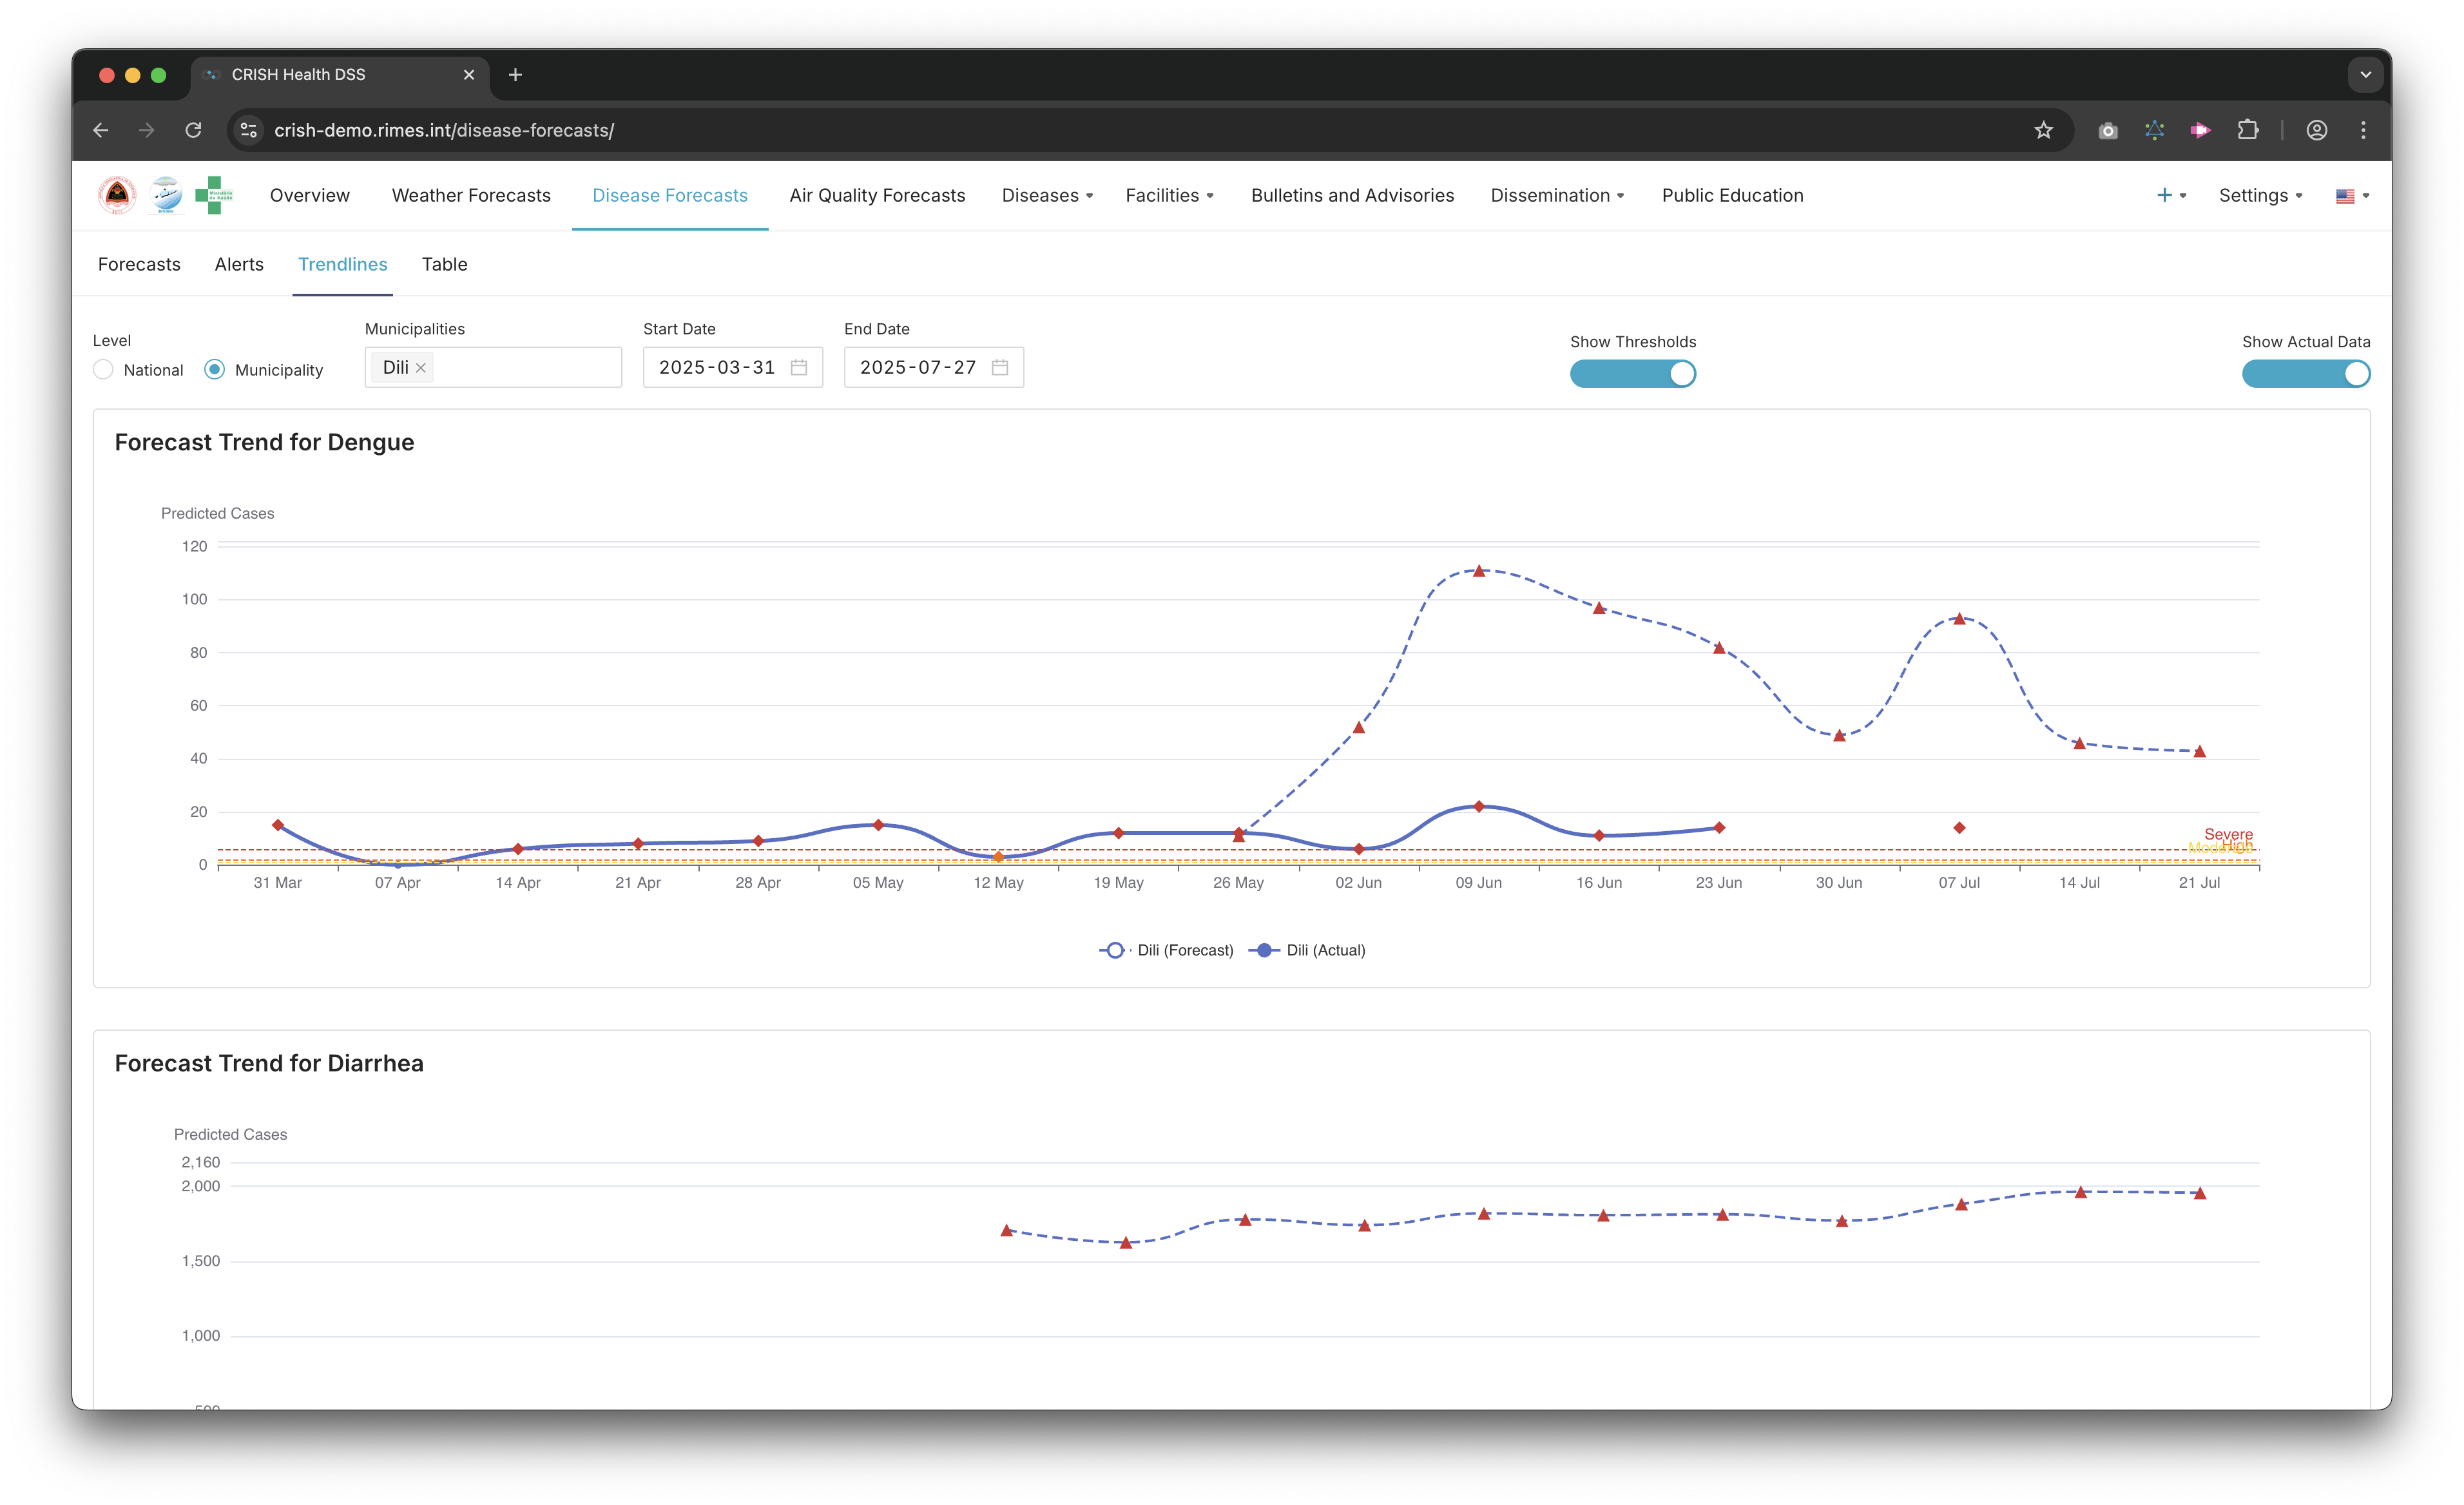 CRISH Health DSS
crish-demo.rimes.int/disease-forecasts/
Overview Weather Forecasts Disease Forecasts Air Quality Forecasts Diseases Facilities Bulletins and Advisories Dissemination Public Education Settings
Forecasts Alerts Trendlines Table
Level
National Municipality
Municipalities
Dili
Start Date
2025-03-31
End Date
2025-07-27
Show Thresholds
Show Actual Data
Forecast Trend for Dengue
Predicted Cases
120
100
80
60
40
20
0
Severe
High
Moderate
31 Mar 07 Apr 14 Apr 21 Apr 28 Apr 05 May 12 May 19 May 26 May 02 Jun 09 Jun 16 Jun 23 Jun 30 Jun 07 Jul 14 Jul 21 Jul
Dili (Forecast) Dili (Actual)
Forecast Trend for Diarrhea
Predicted Cases
2,160
2,000
1,500
1,000
500